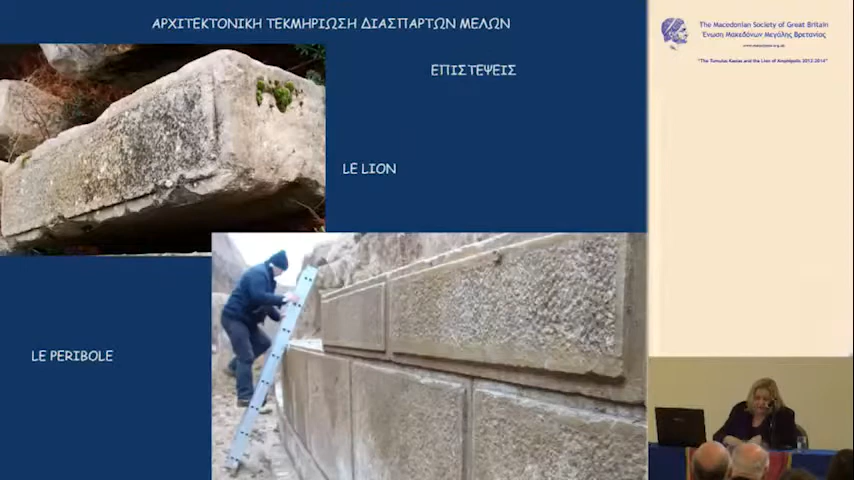 ΑΡΧΙΤΕΚΤΟΝΙΚΗ ΤΕΚΜΗΡΙΩΣΗ ΔΙΑΣΠΑΡΤΩΝ ΜΕΛΩΝ
ΕΠΙΣΤΕΨΕΙΣ
LE LION
LE PERIBOLE
The Macedonian Society of Great Britain
Ένωση Μακεδόνων Μεγάλης Βρετανίας
"The Tumulus Kastas and the Lion of Amphipolis 2012-2014"